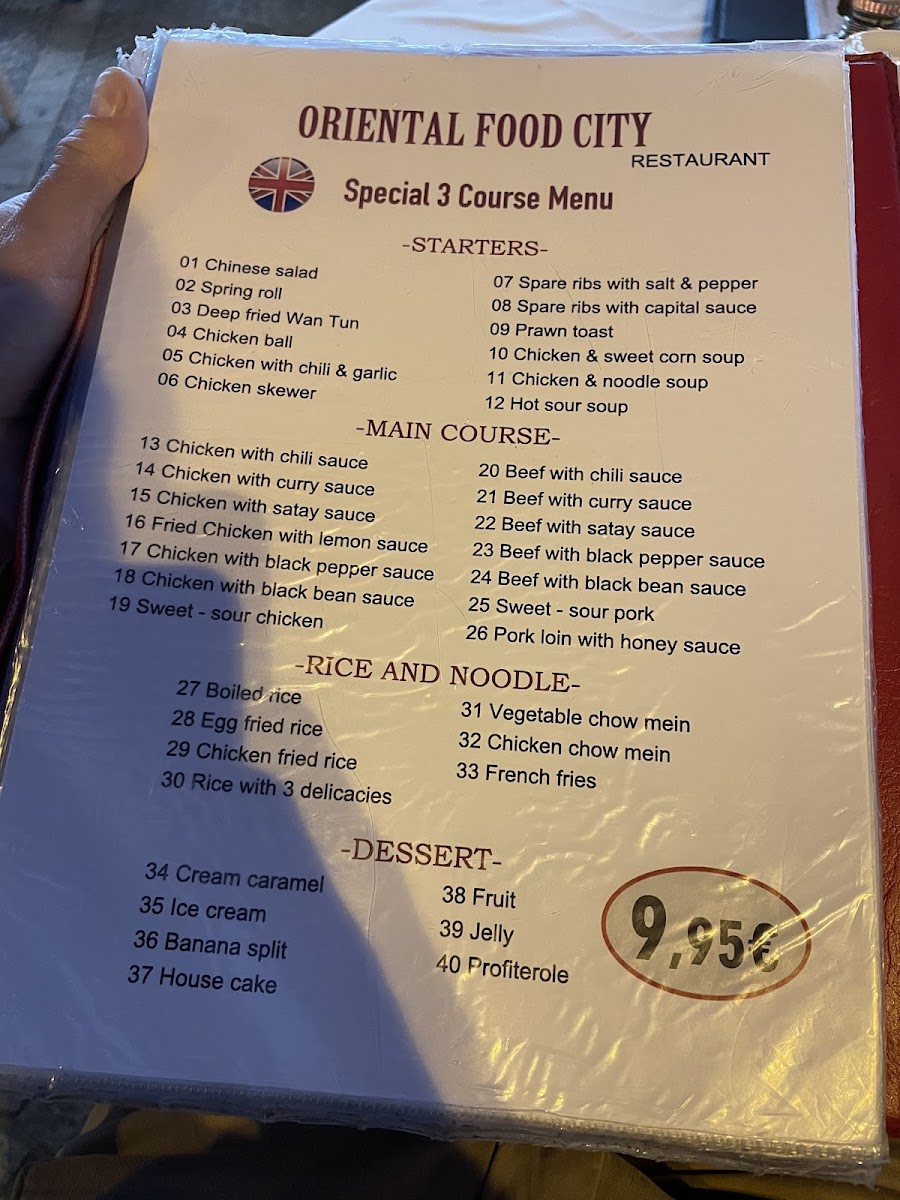 ORIENTAL FOOD CITY
RESTAURANT
Special 3 Course Menu
-STARTERS-
01 Chinese salad
02 Spring roll
03 Deep fried Wan Tun
04 Chicken ball
05 Chicken with chili & garlic
06 Chicken skewer
07 Spare ribs with salt & pepper
08 Spare ribs with capital sauce
09 Prawn toast
10 Chicken & sweet corn soup
11 Chicken & noodle soup
12 Hot sour soup
-MAIN COURSE-
13 Chicken with chili sauce
14 Chicken with curry sauce
15 Chicken with satay sauce
16 Fried Chicken with lemon sauce
17 Chicken with black pepper sauce
18 Chicken with black bean sauce
19 Sweet - sour chicken
20 Beef with chili sauce
21 Beef with curry sauce
22 Beef with satay sauce
23 Beef with black pepper sauce
24 Beef with black bean sauce
25 Sweet - sour pork
26 Pork loin with honey sauce
-RICE AND NOODLE-
27 Boiled rice
28 Egg fried rice
29 Chicken fried rice
30 Rice with 3 delicacies
31 Vegetable chow mein
32 Chicken chow mein
33 French fries
-DESSERT-
34 Cream caramel
35 Ice cream
36 Banana split
37 House cake
38 Fruit
39 Jelly
40 Profiterole
9,95€